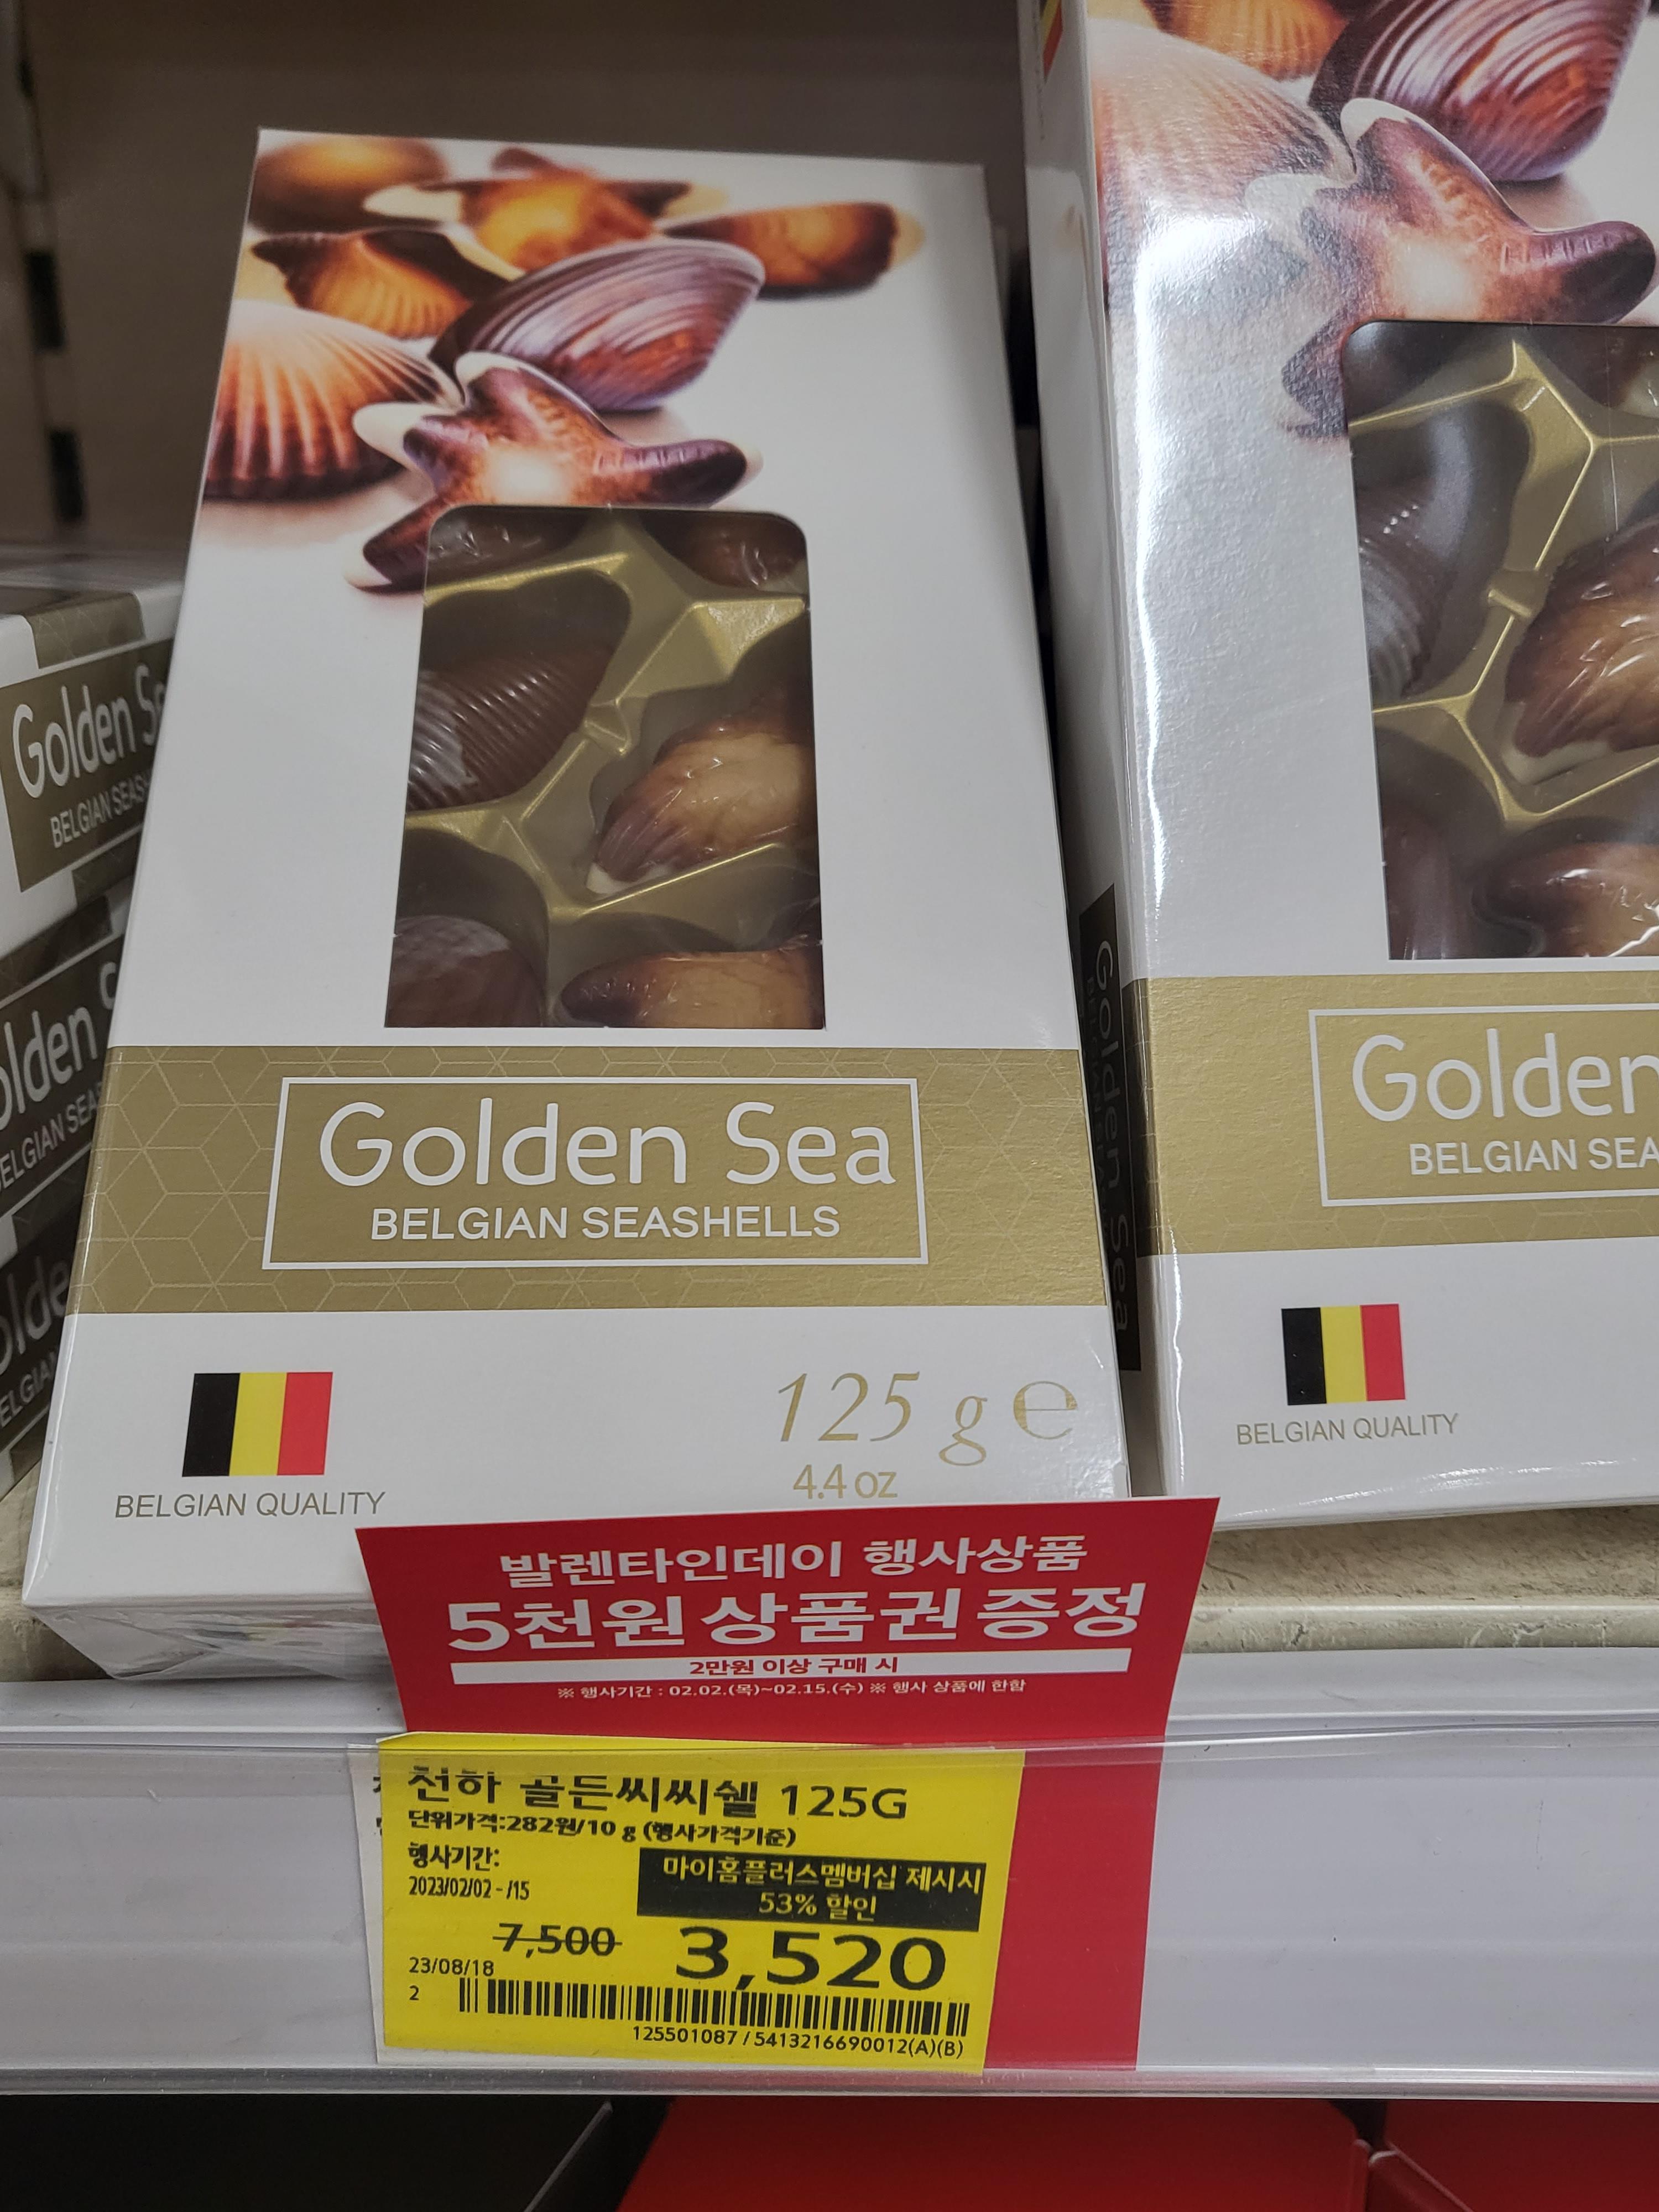 Golden Sea
BELGIAN SEASHELLS
BELGIAN QUALITY
125 g ℮
4.4 oz
Golden
BELGIAN
BELGIAN QUALITY
Golden Sea
Golden
BELGIAN
발렌타인데이 행사상품
5천원 상품권 증정
2만원 이상 구매 시
※ 행사기간 : 02.02.(목)~02.15.(수) ※ 행사 상품에 한함
천하 골든씨씨쉘 125G
단위가격:282원/10 g (행사가격기준)
행사기간:
2023/02/02 - /15
마이홈플러스멤버십 제시시
53% 할인
7,500 3,520
23/08/18
2
125501087 / 5413216690012(A)(B)